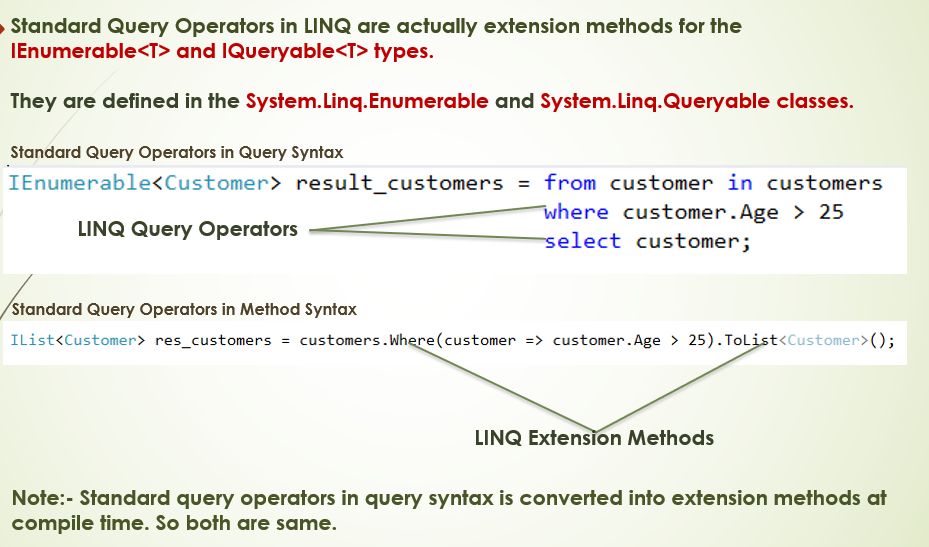 Standard Query Operators in LINQ are actually extension methods for the
IEnumerable<T> and IQueryable<T> types.
They are defined in the System.Linq.Enumerable and System.Linq.Queryable classes.
Standard Query Operators in Query Syntax
IEnumerable<Customer> result_customers = from customer in customers
where customer.Age > 25
LINQ Query Operators
select customer;
Standard Query Operators in Method Syntax
IList<Customer> res_customers = customers.Where(customer => customer.Age > 25).ToList<Customer>();
LINQ Extension Methods
Note:- Standard query operators in query syntax is converted into extension methods at
compile time. So both are same.